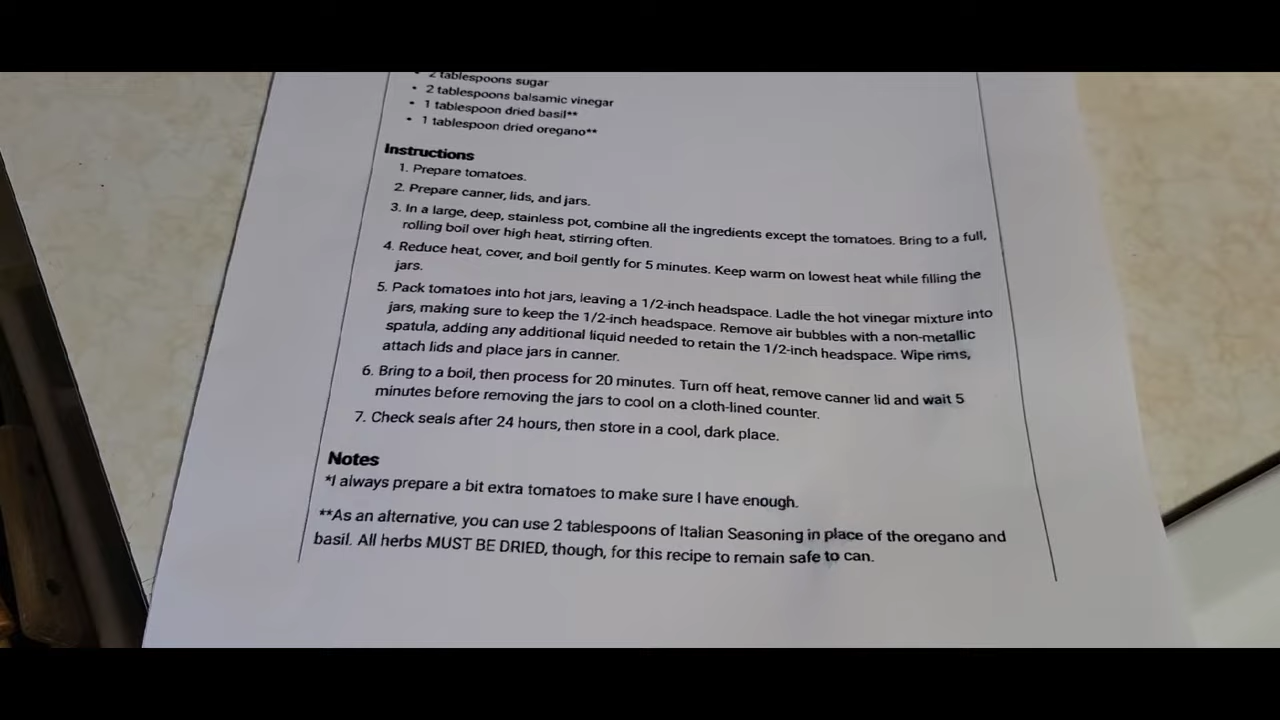 2 tablespoons sugar
• 2 tablespoons balsamic vinegar
• 1 tablespoon dried basil**
• 1 tablespoon dried oregano**
Instructions
1. Prepare tomatoes.
2. Prepare canner, lids, and jars.
3. In a large, deep, stainless pot, combine all the ingredients except the tomatoes. Bring to a full,
rolling boil over high heat, stirring often.
4. Reduce heat, cover, and boil gently for 5 minutes. Keep warm on lowest heat while filling the
jars.
5. Pack tomatoes into hot jars, leaving a 1/2-inch headspace. Ladle the hot vinegar mixture into
jars, making sure to keep the 1/2-inch headspace. Remove air bubbles with a non-metallic
spatula, adding any additional liquid needed to retain the 1/2-inch headspace. Wipe rims,
attach lids and place jars in canner.
6. Bring to a boil, then process for 20 minutes. Turn off heat, remove canner lid and wait 5
minutes before removing the jars to cool on a cloth-lined counter.
7. Check seals after 24 hours, then store in a cool, dark place.
Notes
*I always prepare a bit extra tomatoes to make sure I have enough.
**As an alternative, you can use 2 tablespoons of Italian Seasoning in place of the oregano and
basil. All herbs MUST BE DRIED, though, for this recipe to remain safe to can.